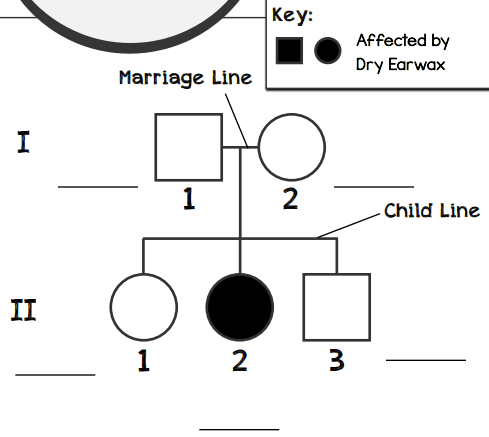 Key:
Affected by
Dry Earwax
Marriage Line
I
1
2
Child Line
II
1
2
3